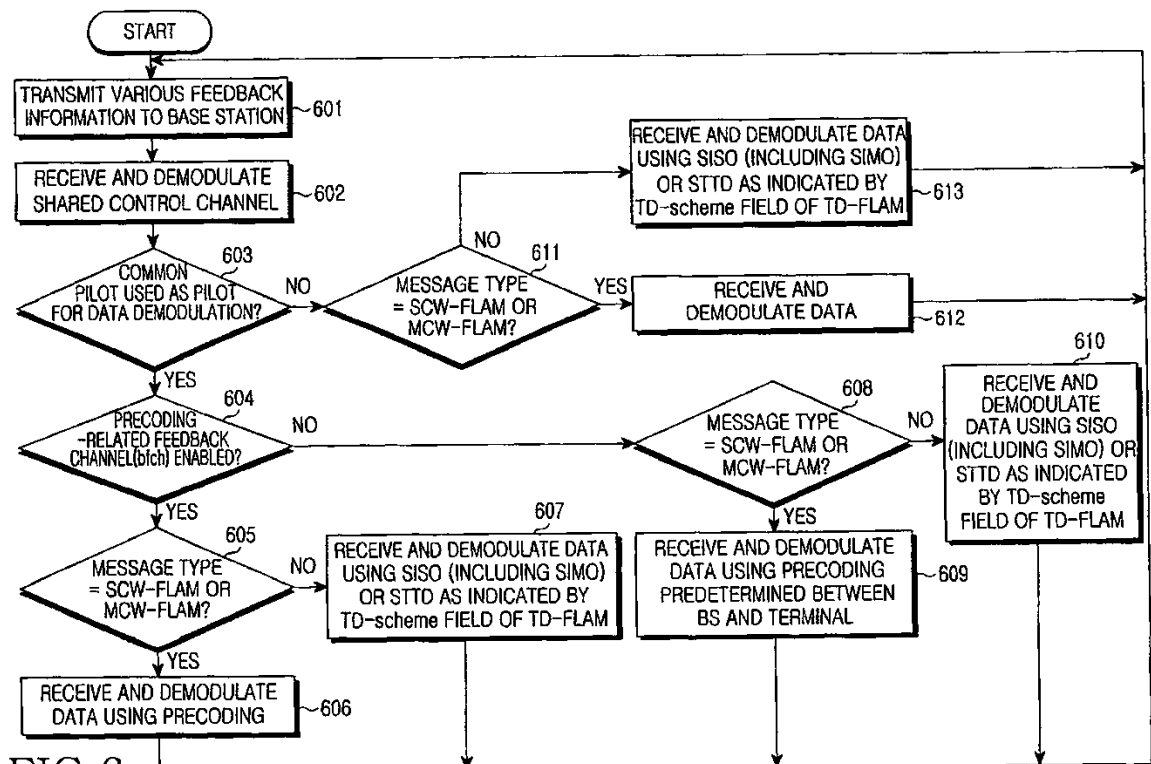 START
TRANSMIT VARIOUS FEEDBACK
INFORMATION TO BASE STATION
601
RECEIVE AND DEMODULATE
SHARED CONTROL CHANNEL
602
603
COMMON
PILOT USED AS PILOT
FOR DATA DEMODULATION?
NO
YES
611
MESSAGE TYPE
= SCW-FLAM OR
MCW-FLAM?
NO
YES
RECEIVE AND DEMODULATE DATA
USING SISO (INCLUDING SIMO)
OR STTD AS INDICATED BY
TD-scheme FIELD OF TD-FLAM
613
RECEIVE AND
DEMODULATE DATA
612
604
PRECODING
-RELATED FEEDBACK
CHANNEL(bfch) ENABLED?
NO
YES
608
MESSAGE TYPE
= SCW-FLAM OR
MCW-FLAM?
NO
YES
610
RECEIVE AND
DEMODULATE
DATA USING SISO
(INCLUDING SIMO) OR
STTD AS INDICATED
BY TD-scheme
FIELD OF TD-FLAM
605
MESSAGE TYPE
= SCW-FLAM OR
MCW-FLAM?
NO
YES
607
RECEIVE AND DEMODULATE DATA
USING SISO (INCLUDING SIMO)
OR STTD AS INDICATED BY
TD-scheme FIELD OF TD-FLAM
RECEIVE AND DEMODULATE
DATA USING PRECODING
PREDETERMINED BETWEEN
BS AND TERMINAL
609
RECEIVE AND DEMODULATE
DATA USING PRECODING
606